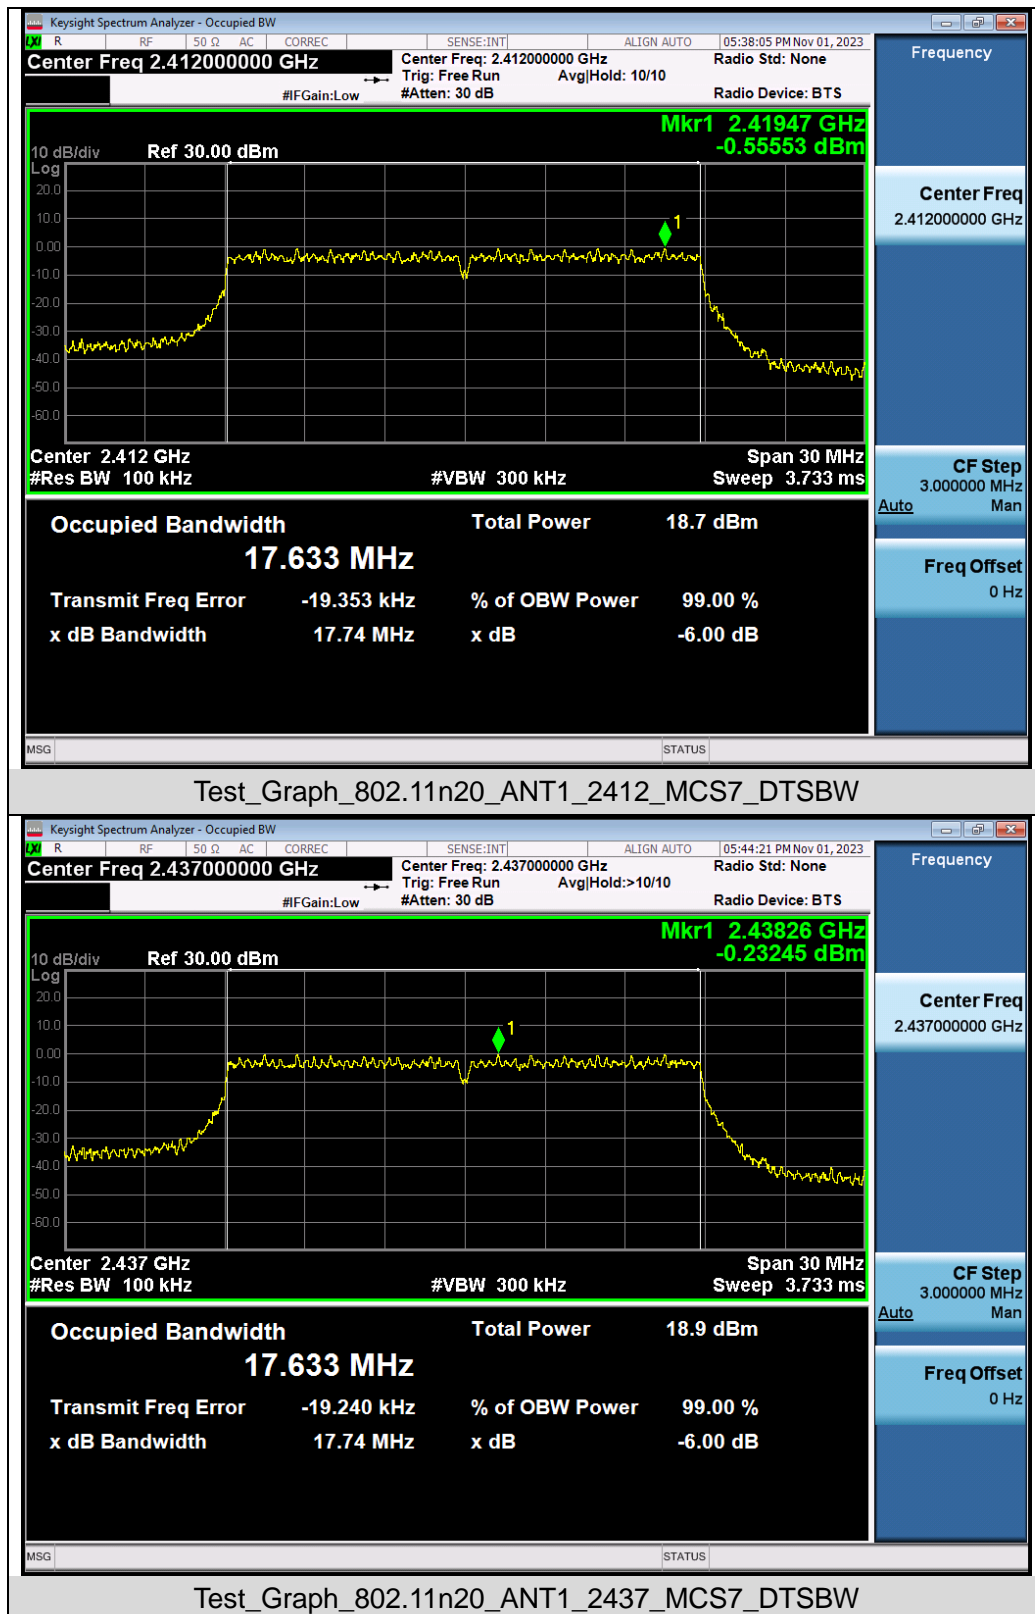 Keysight Spectrum Analyzer - Occupied BW
LXI R RF 50 Ω AC CORREC SENSE:INT ALIGN AUTO 05:38:05 PM Nov 01, 2023
Center Freq 2.412000000 GHz
Center Freq: 2.412000000 GHz Radio Std: None
Trig: Free Run Avg|Hold: 10/10
#IFGain:Low #Atten: 30 dB Radio Device: BTS
Frequency
Mkr1 2.41947 GHz
-0.55553 dBm
10 dB/div Ref 30.00 dBm
Log
20.0
10.0
0.00
-10.0
-20.0
-30.0
-40.0
-50.0
-60.0
1
Center Freq
2.412000000 GHz
Center 2.412 GHz Span 30 MHz
#Res BW 100 kHz #VBW 300 kHz Sweep 3.733 ms
CF Step
3.000000 MHz
Auto Man
Occupied Bandwidth Total Power 18.7 dBm
17.633 MHz
Transmit Freq Error -19.353 kHz % of OBW Power 99.00 %
x dB Bandwidth 17.74 MHz x dB -6.00 dB
Freq Offset
0 Hz
MSG STATUS
Test_Graph_802.11n20_ANT1_2412_MCS7_DTSBW
Keysight Spectrum Analyzer - Occupied BW
LXI R RF 50 Ω AC CORREC SENSE:INT ALIGN AUTO 05:44:21 PM Nov 01, 2023
Center Freq 2.437000000 GHz
Center Freq: 2.437000000 GHz Radio Std: None
Trig: Free Run Avg|Hold:>10/10
#IFGain:Low #Atten: 30 dB Radio Device: BTS
Frequency
Mkr1 2.43826 GHz
-0.23245 dBm
10 dB/div Ref 30.00 dBm
Log
20.0
10.0
0.00
-10.0
-20.0
-30.0
-40.0
-50.0
-60.0
1
Center Freq
2.437000000 GHz
Center 2.437 GHz Span 30 MHz
#Res BW 100 kHz #VBW 300 kHz Sweep 3.733 ms
CF Step
3.000000 MHz
Auto Man
Occupied Bandwidth Total Power 18.9 dBm
17.633 MHz
Transmit Freq Error -19.240 kHz % of OBW Power 99.00 %
x dB Bandwidth 17.74 MHz x dB -6.00 dB
Freq Offset
0 Hz
MSG STATUS
Test_Graph_802.11n20_ANT1_2437_MCS7_DTSBW